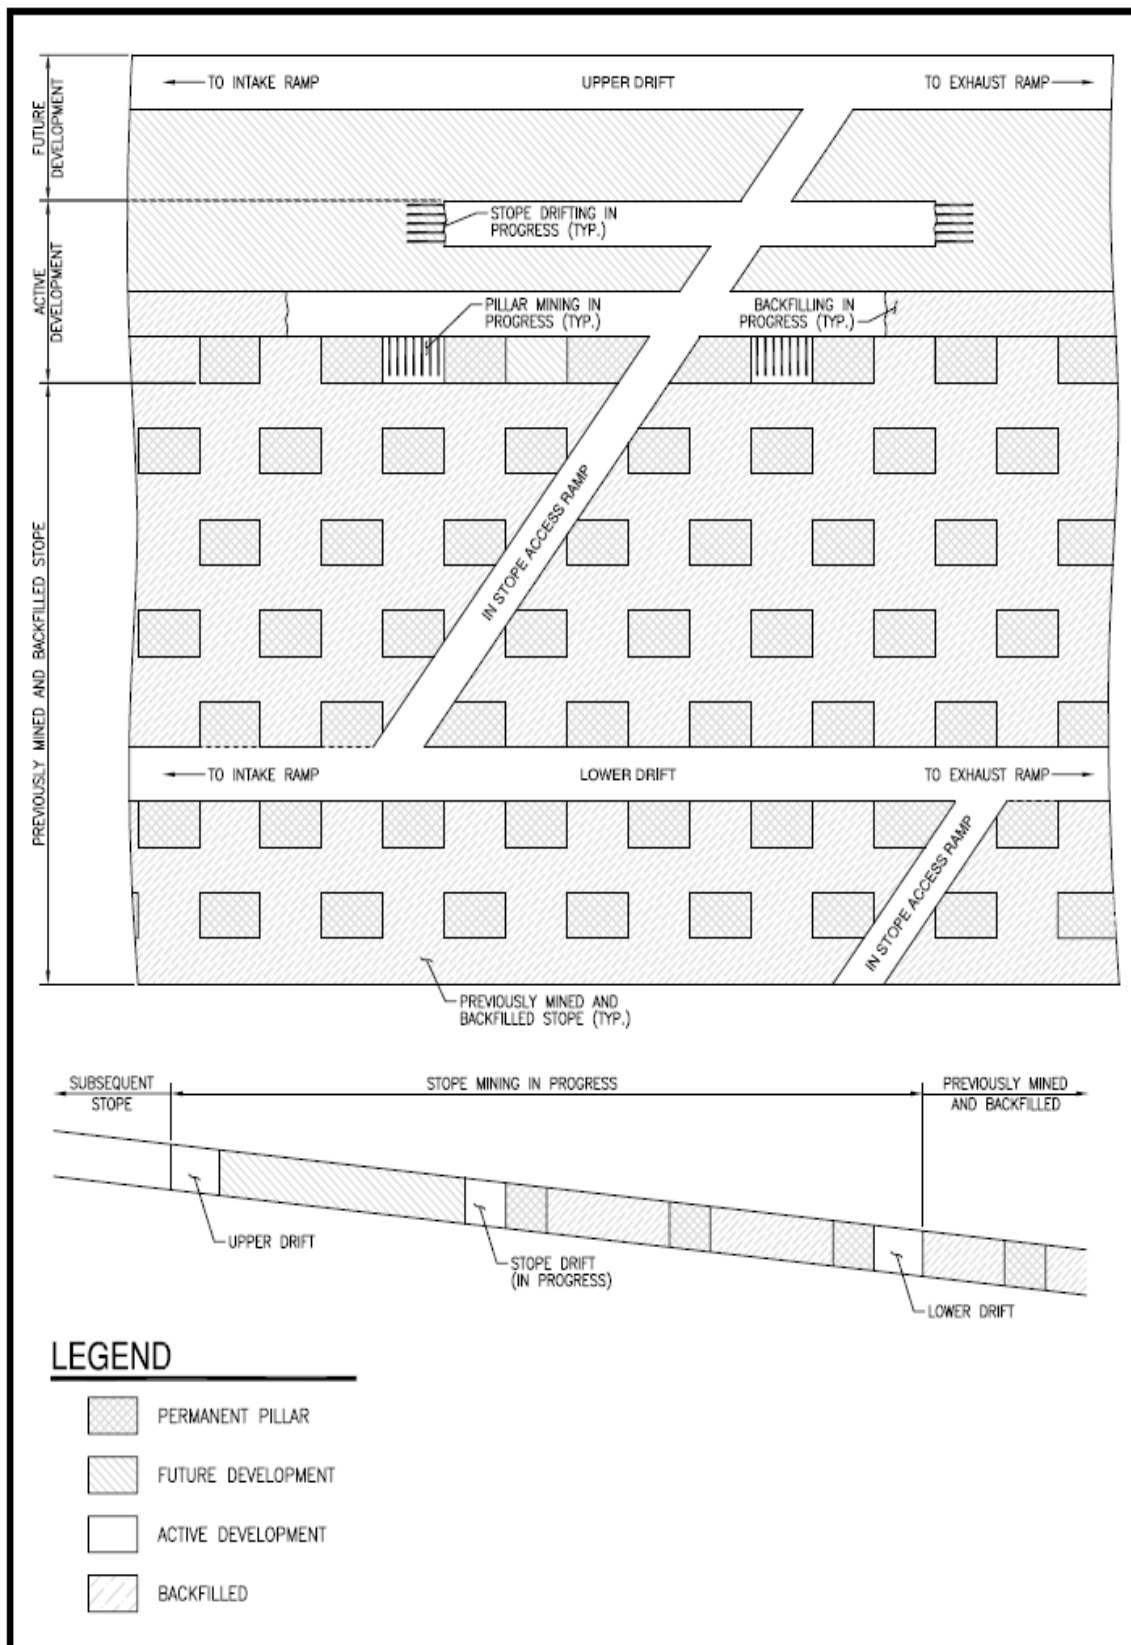 TO INTAKE RAMP
UPPER DRIFT
TO EXHAUST RAMP
FUTURE
DEVELOPMENT
STOPE DRIFTING IN
PROGRESS (TYP.)
ACTIVE
DEVELOPMENT
PILLAR MINING IN
PROGRESS (TYP.)
BACKFILLING IN
PROGRESS (TYP.)
IN STOPE ACCESS RAMP
PREVIOUSLY MINED AND BACKFILLED STOPE
TO INTAKE RAMP
LOWER DRIFT
TO EXHAUST RAMP
IN STOPE ACCESS RAMP
PREVIOUSLY MINED AND
BACKFILLED STOPE (TYP.)
SUBSEQUENT
STOPE
STOPE MINING IN PROGRESS
PREVIOUSLY MINED
AND BACKFILLED
UPPER DRIFT
STOPE DRIFT
(IN PROGRESS)
LOWER DRIFT
LEGEND
PERMANENT PILLAR
FUTURE DEVELOPMENT
ACTIVE DEVELOPMENT
BACKFILLED